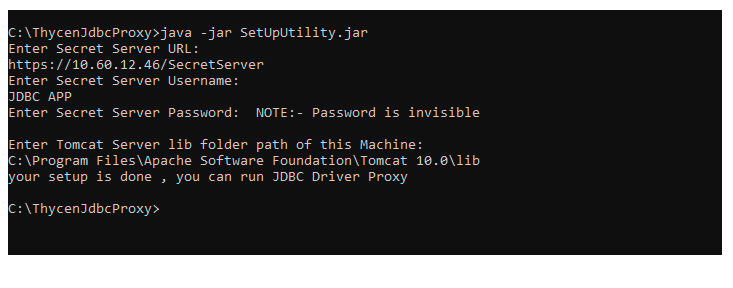 C:\ThycenJdbcProxy>java -jar SetUpUtility.jar
Enter Secret Server URL:
https://10.60.12.46/SecretServer
Enter Secret Server Username:
JDBC APP
Enter Secret Server Password:  NOTE:- Password is invisible
Enter Tomcat Server lib folder path of this Machine:
C:\Program Files\Apache Software Foundation\Tomcat 10.0\lib
your setup is done , you can run JDBC Driver Proxy
C:\ThycenJdbcProxy>